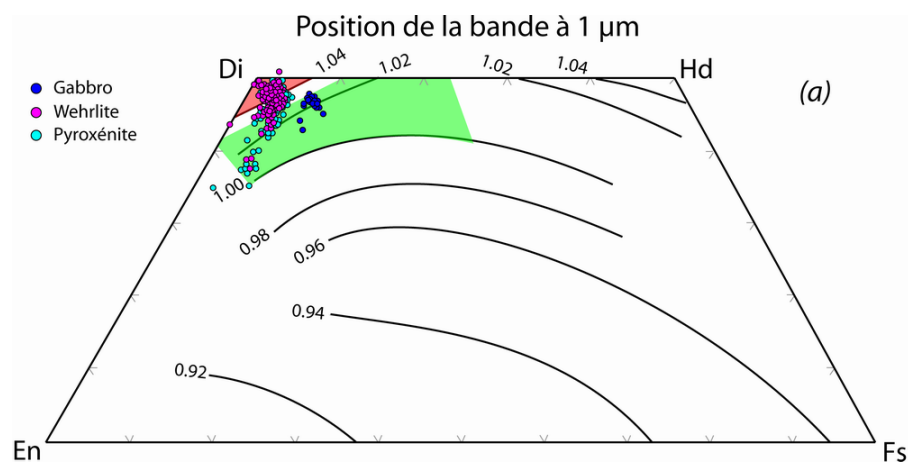 Position de la bande à 1 µm
Di
1.04
1.02
1.02
1.04
Hd
(a)
Gabbro
Wehrlite
Pyroxénite
1.00
0.98
0.96
0.94
0.92
En
Fs